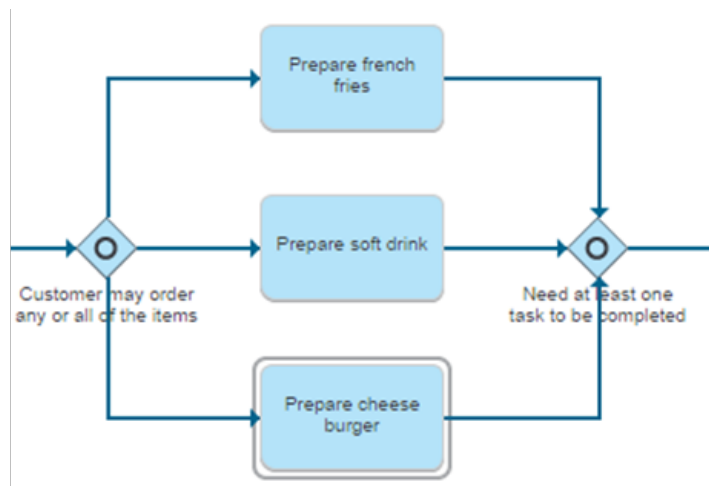 Prepare french
fries
Prepare soft drink
Customer may order
any or all of the items
Need at least one
task to be completed
Prepare cheese
burger